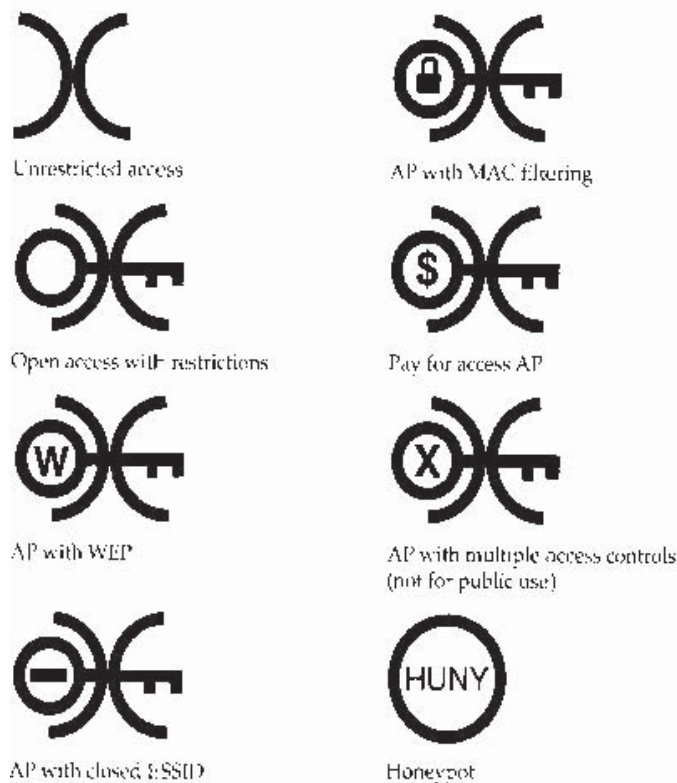 Unrestricted access
Open access with restrictions
W
AP with WEP
AP with closed ESSID
AP with MAC filtering
$
Pay for access AP
X
AP with multiple access controls
(not for public use)
HUNY
Honeypot